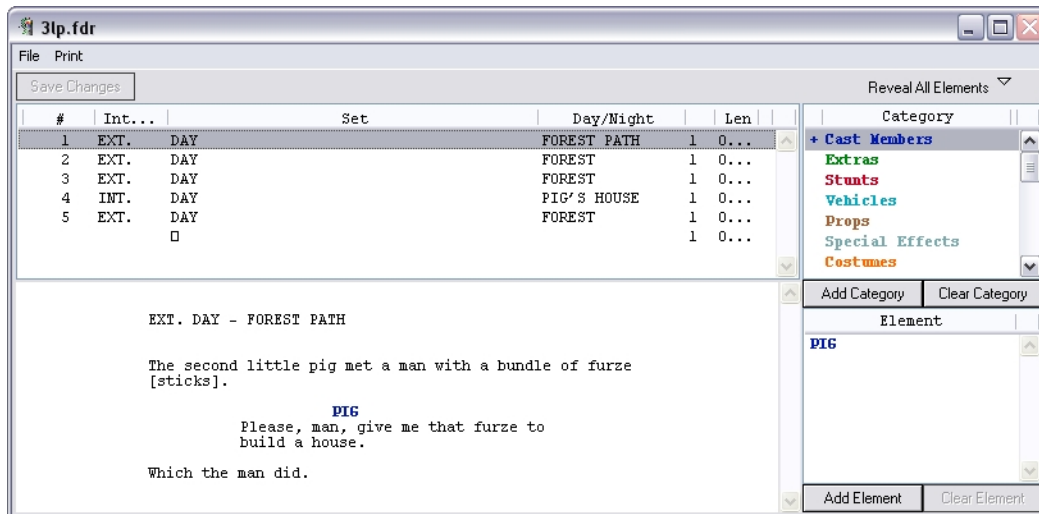 3lp.fdr
File Print
Save Changes
Reveal All Elements
# Int... Set Day/Night Len
1 EXT. DAY FOREST PATH 1 0...
2 EXT. DAY FOREST 1 0...
3 EXT. DAY FOREST 1 0...
4 INT. DAY PIG'S HOUSE 1 0...
5 EXT. DAY FOREST 1 0...
1 0...
Category
+ Cast Members
Extras
Stunts
Vehicles
Props
Special Effects
Costumes
Add Category Clear Category
EXT. DAY - FOREST PATH
The second little pig met a man with a bundle of furze
[sticks].
PIG
Please, man, give me that furze to
build a house.
Which the man did.
Element
PIG
Add Element Clear Element